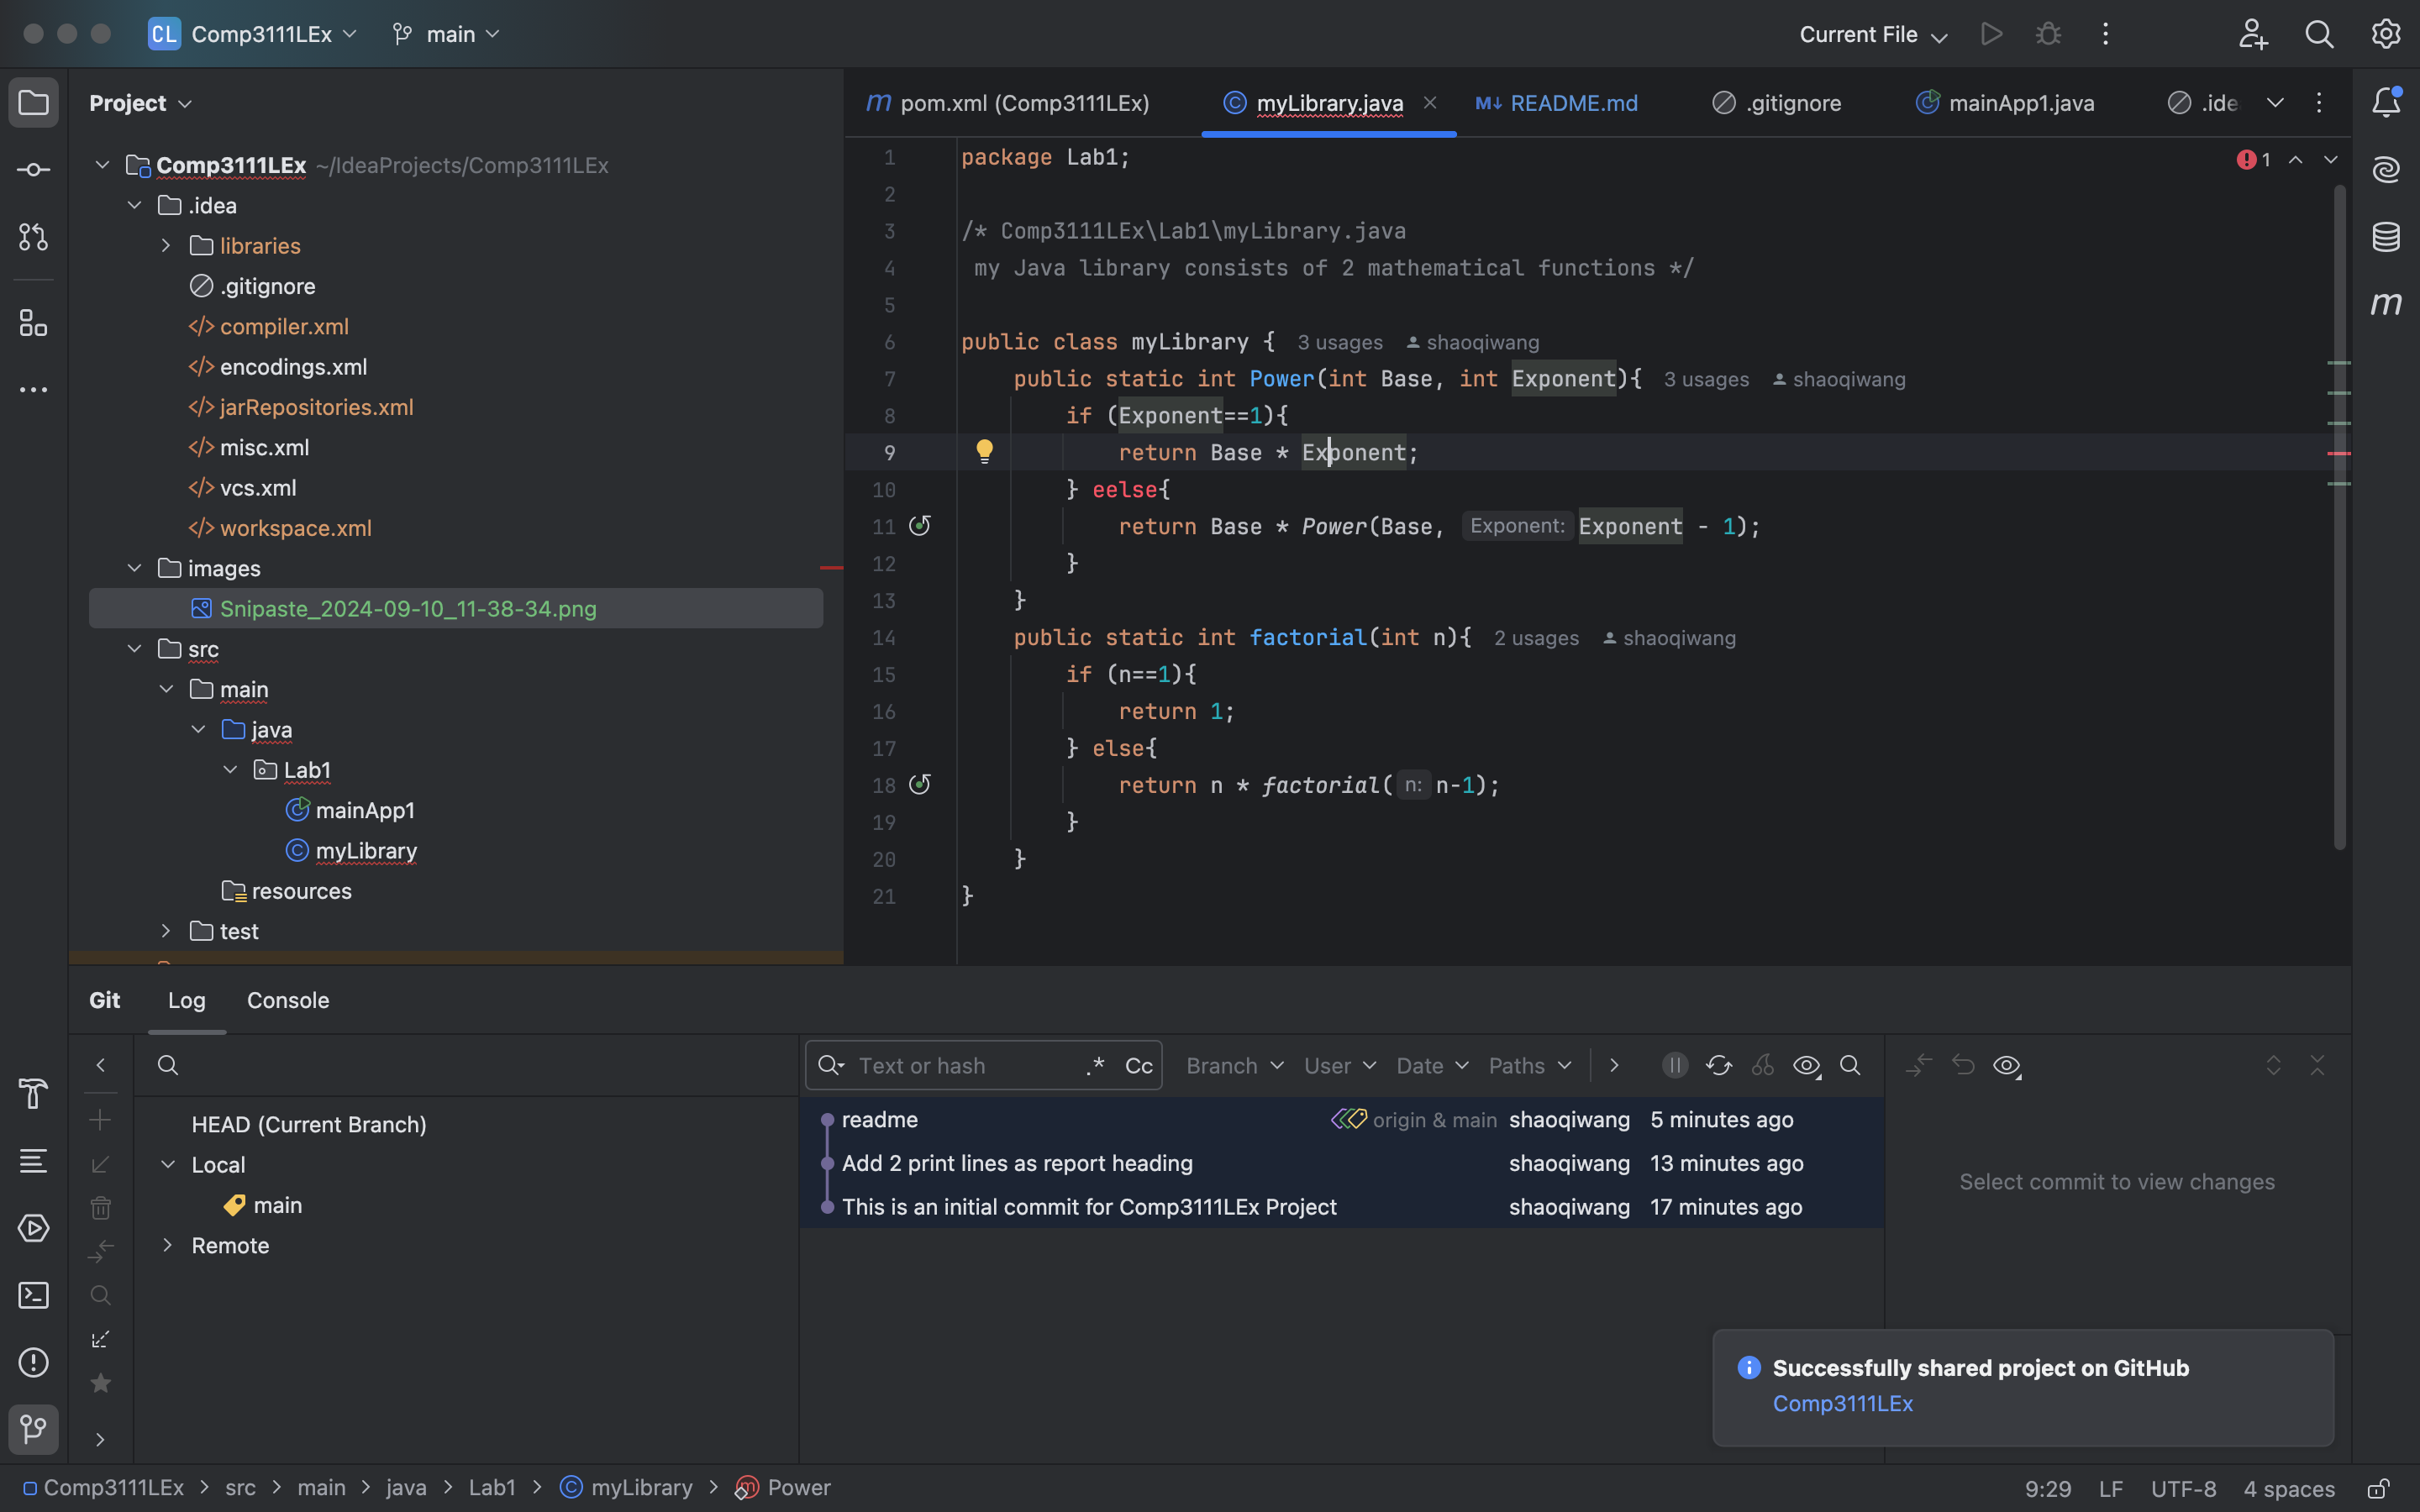 CL Comp3111LEx main Current File
Project
Comp3111LEx ~/IdeaProjects/Comp3111LEx
.idea
libraries
.gitignore
</> compiler.xml
</> encodings.xml
</> jarRepositories.xml
</> misc.xml
</> vcs.xml
</> workspace.xml
images
Snipaste_2024-09-10_11-38-34.png
src
main
java
Lab1
mainApp1
myLibrary
resources
test
m pom.xml (Comp3111LEx) myLibrary.java M↓ README.md .gitignore mainApp1.java .ide
1
1 package Lab1;
2
3 /* Comp3111LEx\Lab1\myLibrary.java
4 my Java library consists of 2 mathematical functions */
5
6 public class myLibrary { 3 usages shaoqiwang
7 public static int Power(int Base, int Exponent){ 3 usages shaoqiwang
8 if (Exponent==1){
9 return Base * Exponent;
10 } eelse{
11 return Base * Power(Base, Exponent: Exponent - 1);
12 }
13 }
14 public static int factorial(int n){ 2 usages shaoqiwang
15 if (n==1){
16 return 1;
17 } else{
18 return n * factorial( n: n-1);
19 }
20 }
21 }
m
Git Log Console
HEAD (Current Branch)
Local
main
Remote
Text or hash .* Cc Branch User Date Paths
readme origin & main shaoqiwang 5 minutes ago
Add 2 print lines as report heading shaoqiwang 13 minutes ago
This is an initial commit for Comp3111LEx Project shaoqiwang 17 minutes ago
Select commit to view changes
Successfully shared project on GitHub
Comp3111LEx
Comp3111LEx > src > main > java > Lab1 > myLibrary > Power 9:29 LF UTF-8 4 spaces